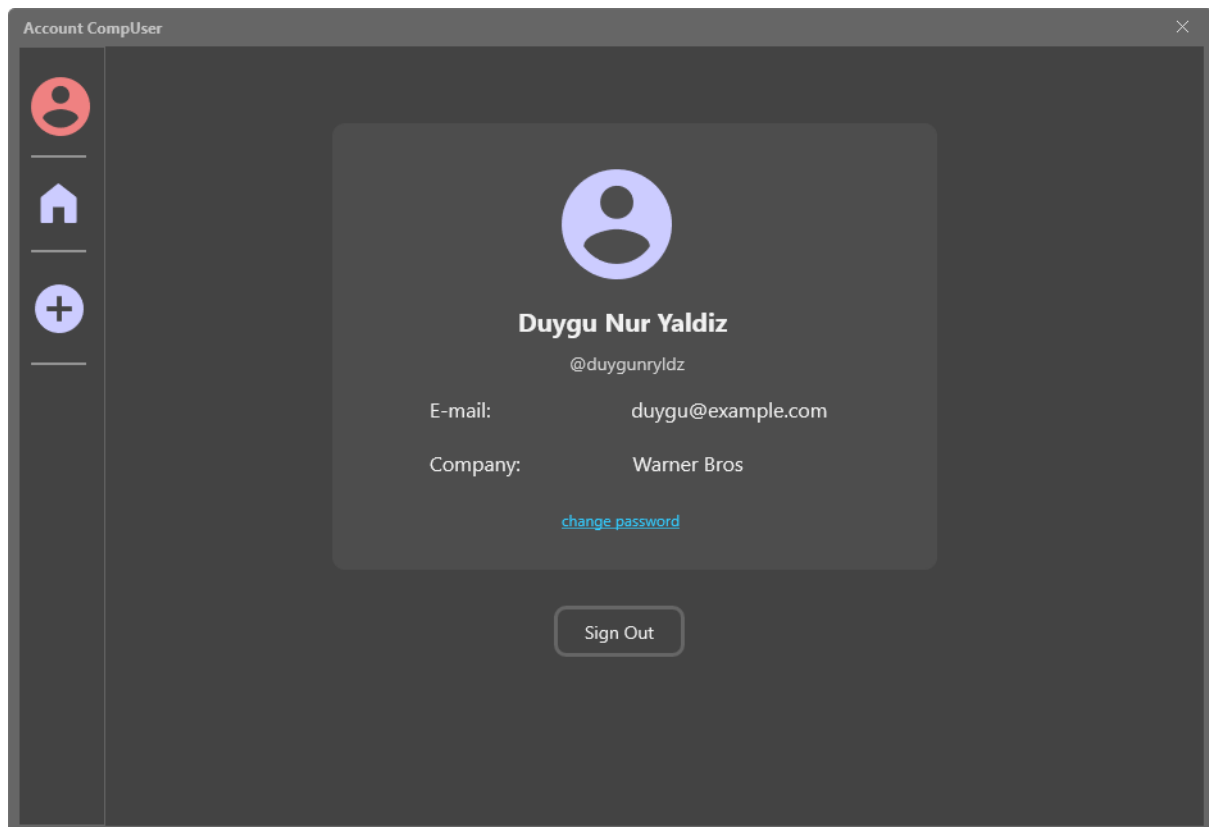 Account CompUser
Duygu Nur Yaldiz
@duygunryldz
E-mail: duygu@example.com
Company: Warner Bros
change password
Sign Out